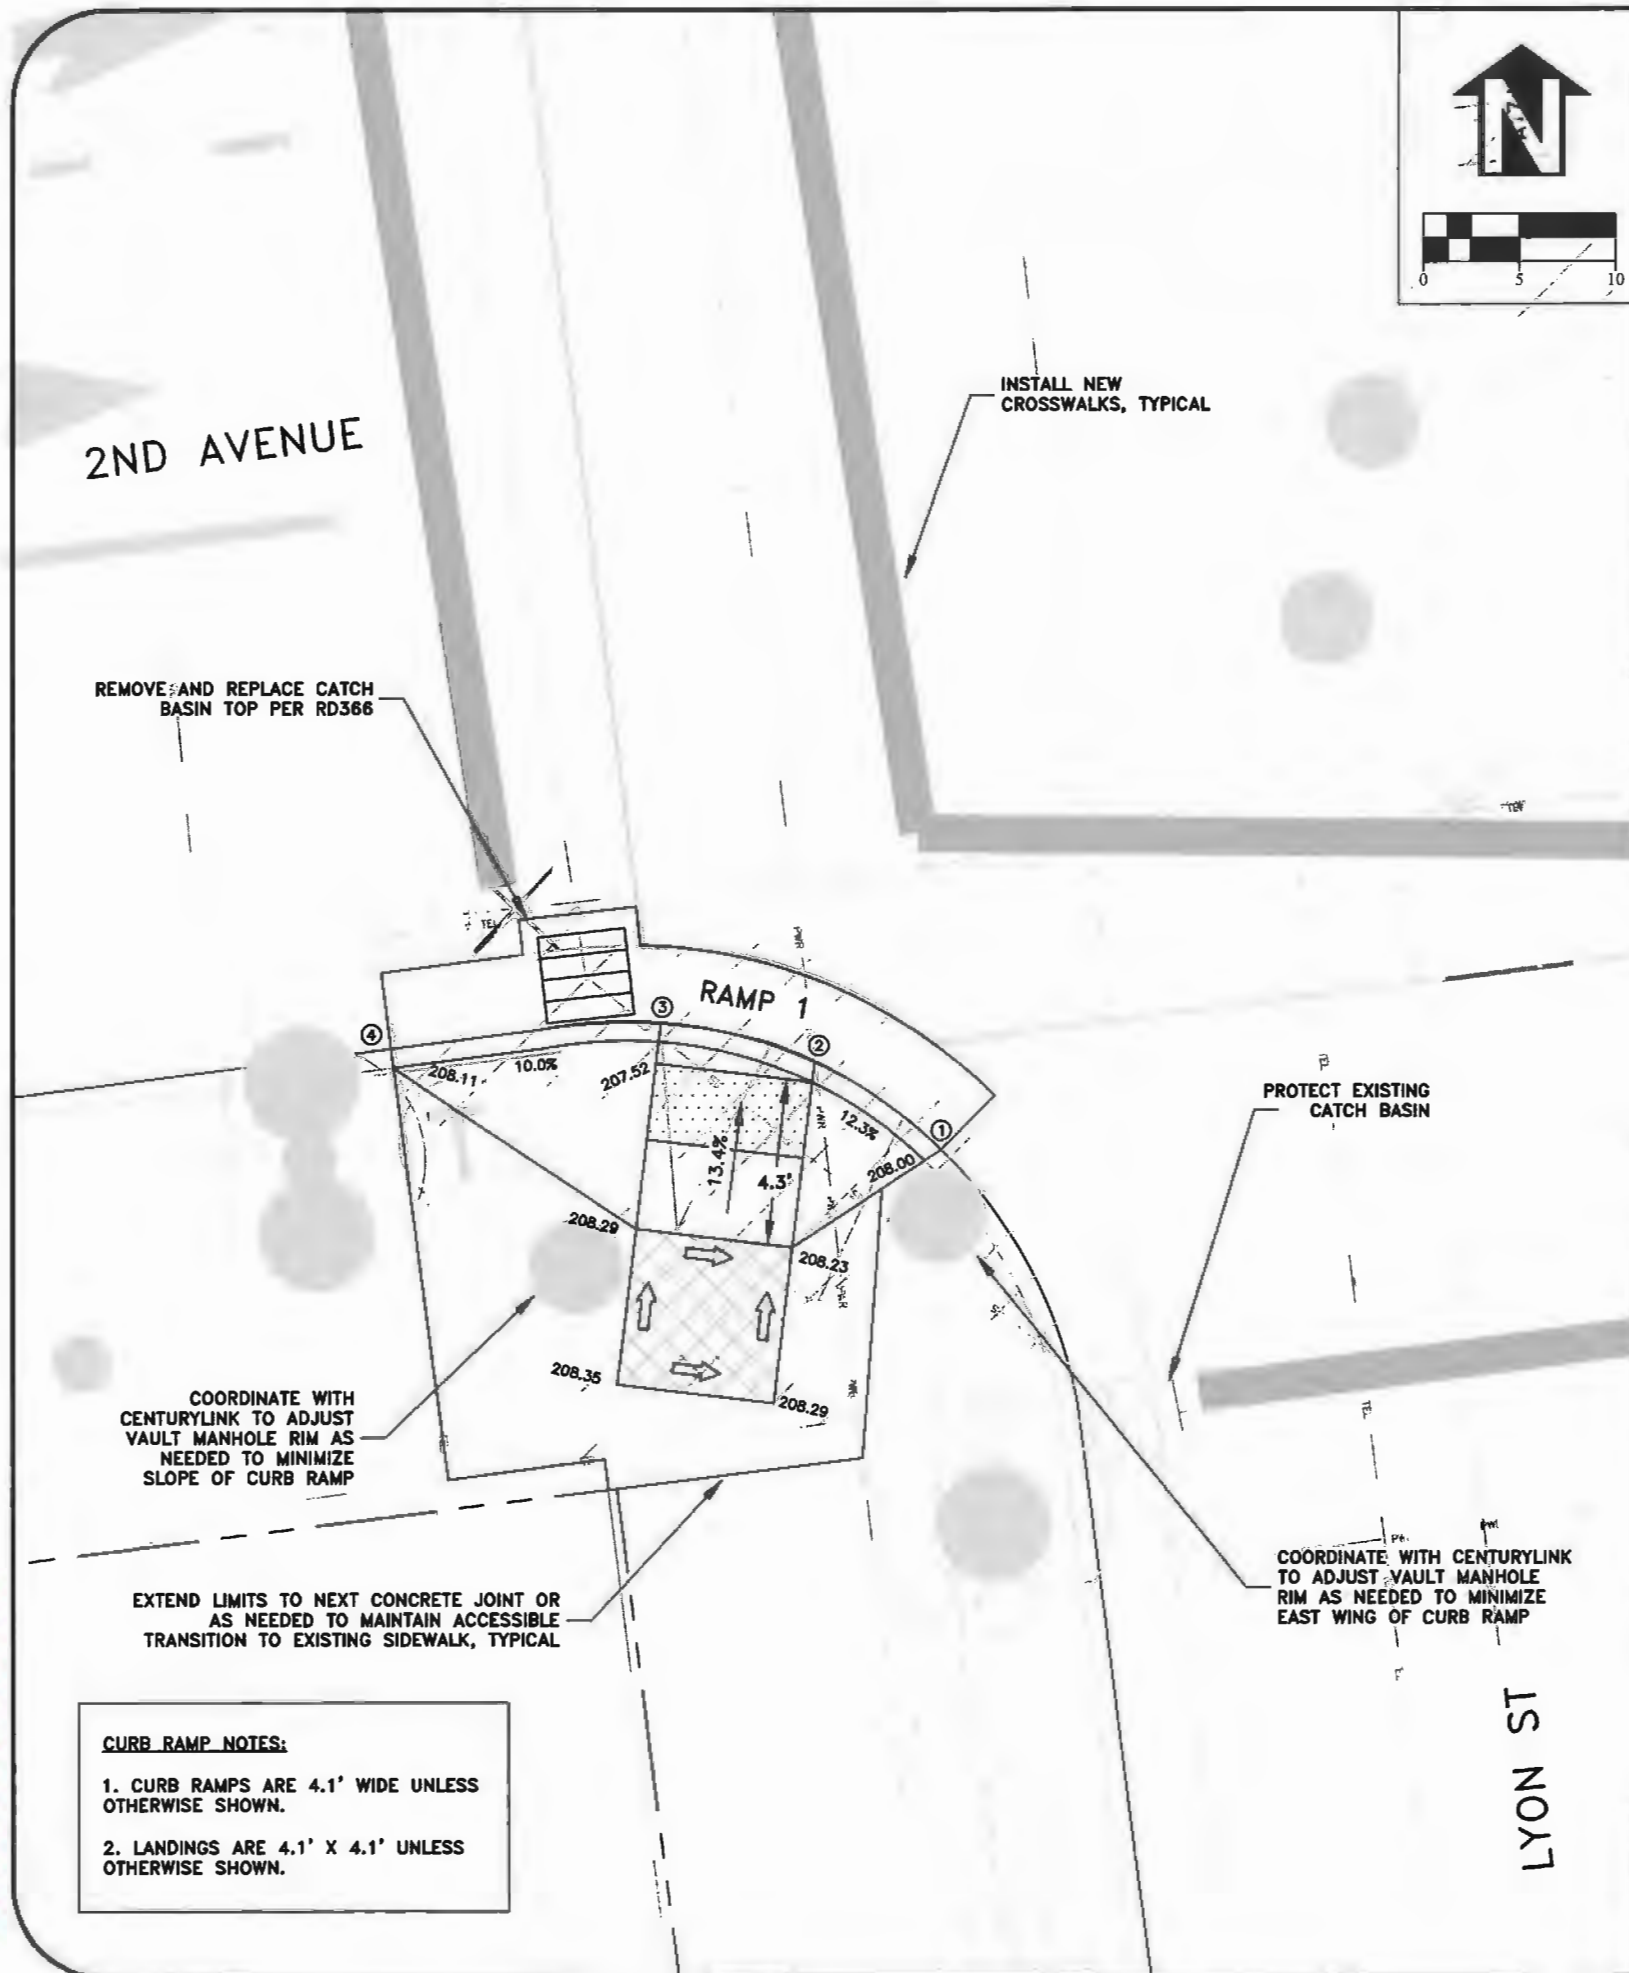 N
0 5 10
INSTALL NEW
CROSSWALKS, TYPICAL
2ND AVENUE
REMOVE AND REPLACE CATCH
BASIN TOP PER RD366
TEL
PWR
RAMP 1
4
3
2
1
208.11
10.0%
207.52
12.3%
208.00
13.4%
4.3'
PWR
208.29
208.23
PWR
208.35
208.29
PROTECT EXISTING
CATCH BASIN
COORDINATE WITH
CENTURYLINK TO ADJUST
VAULT MANHOLE RIM AS
NEEDED TO MINIMIZE
SLOPE OF CURB RAMP
TEL
COORDINATE WITH CENTURYLINK
TO ADJUST VAULT MANHOLE
RIM AS NEEDED TO MINIMIZE
EAST WING OF CURB RAMP
EXTEND LIMITS TO NEXT CONCRETE JOINT OR
AS NEEDED TO MAINTAIN ACCESSIBLE
TRANSITION TO EXISTING SIDEWALK, TYPICAL
LYON ST
CURB RAMP NOTES:
1. CURB RAMPS ARE 4.1' WIDE UNLESS
OTHERWISE SHOWN.
2. LANDINGS ARE 4.1' X 4.1' UNLESS
OTHERWISE SHOWN.